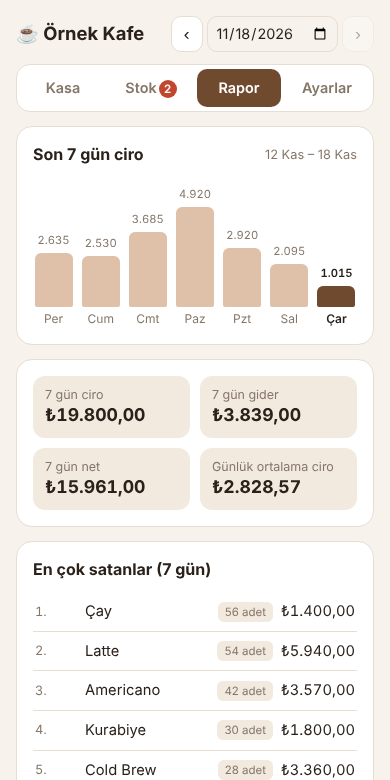 ☕ Örnek Kafe ‹ 11/18/2026 ›
Kasa Stok 2 Rapor Ayarlar
Son 7 gün ciro 12 Kas – 18 Kas
2.635 2.530 3.685 4.920 2.920 2.095 1.015
Per Cum Cmt Paz Pzt Sal Çar
7 gün ciro 7 gün gider
₺19.800,00 ₺3.839,00
7 gün net Günlük ortalama ciro
₺15.961,00 ₺2.828,57
En çok satanlar (7 gün)
1. Çay 56 adet ₺1.400,00
2. Latte 54 adet ₺5.940,00
3. Americano 42 adet ₺3.570,00
4. Kurabiye 30 adet ₺1.800,00
5. Cold Brew 28 adet ₺3.360,00